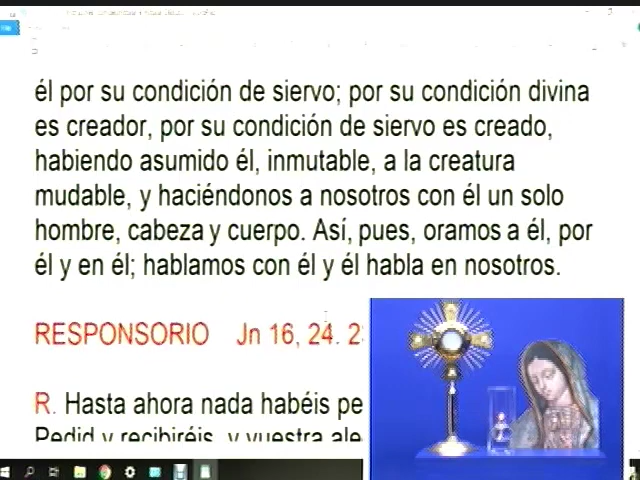 él por su condición de siervo; por su condición divina
es creador, por su condición de siervo es creado,
habiendo asumido él, inmutable, a la creatura
mudable, y haciéndonos a nosotros con él un solo
hombre, cabeza y cuerpo. Así, pues, oramos a él, por
él y en él; hablamos con él y él habla en nosotros.
RESPONSORIO Jn 16, 24. 2
R. Hasta ahora nada habéis pe
Pedid y recibiréis, y vuestra ale